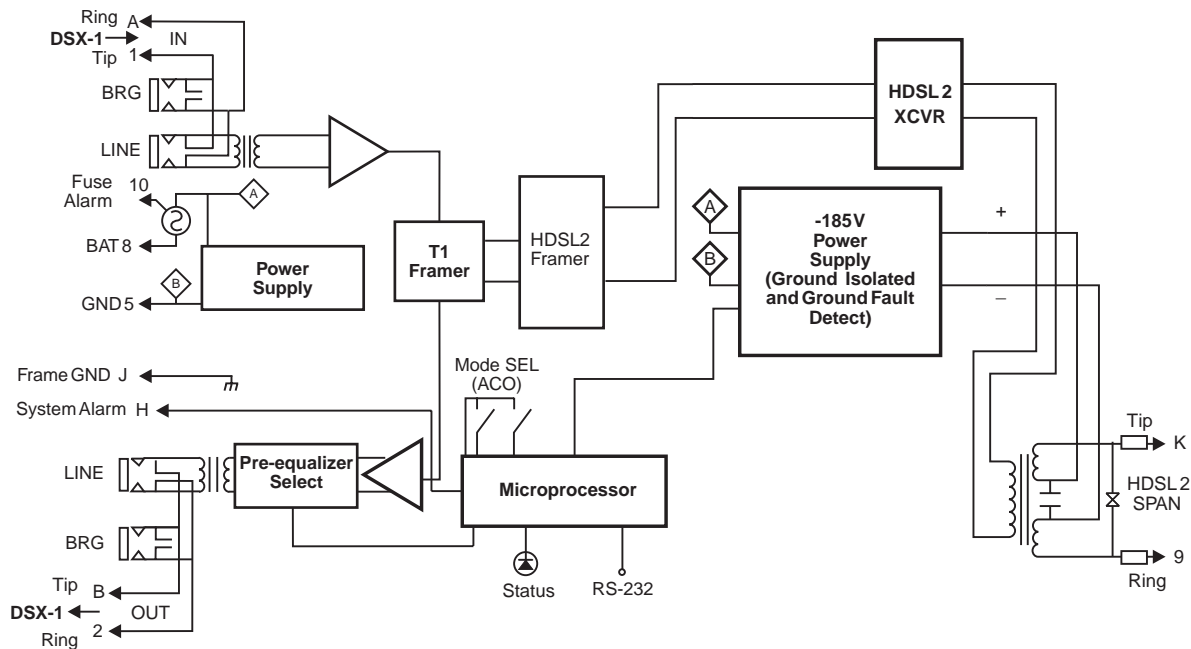 Ring A
DSX-1 IN
Tip 1
BRG
LINE
Fuse
Alarm
10
A
BAT 8
B
GND 5
Power
Supply
T1
Framer
HDSL2
Framer
HDSL 2
XCVR
A
B
-185V
Power
Supply
(Ground Isolated
and Ground Fault
Detect)
+
–
Frame GND J
System Alarm H
Mode SEL
(ACO)
LINE
Pre-equalizer
Select
Microprocessor
BRG
Status
RS-232
Tip B
DSX-1 OUT
Ring 2
Tip
K
HDSL 2
SPAN
9
Ring